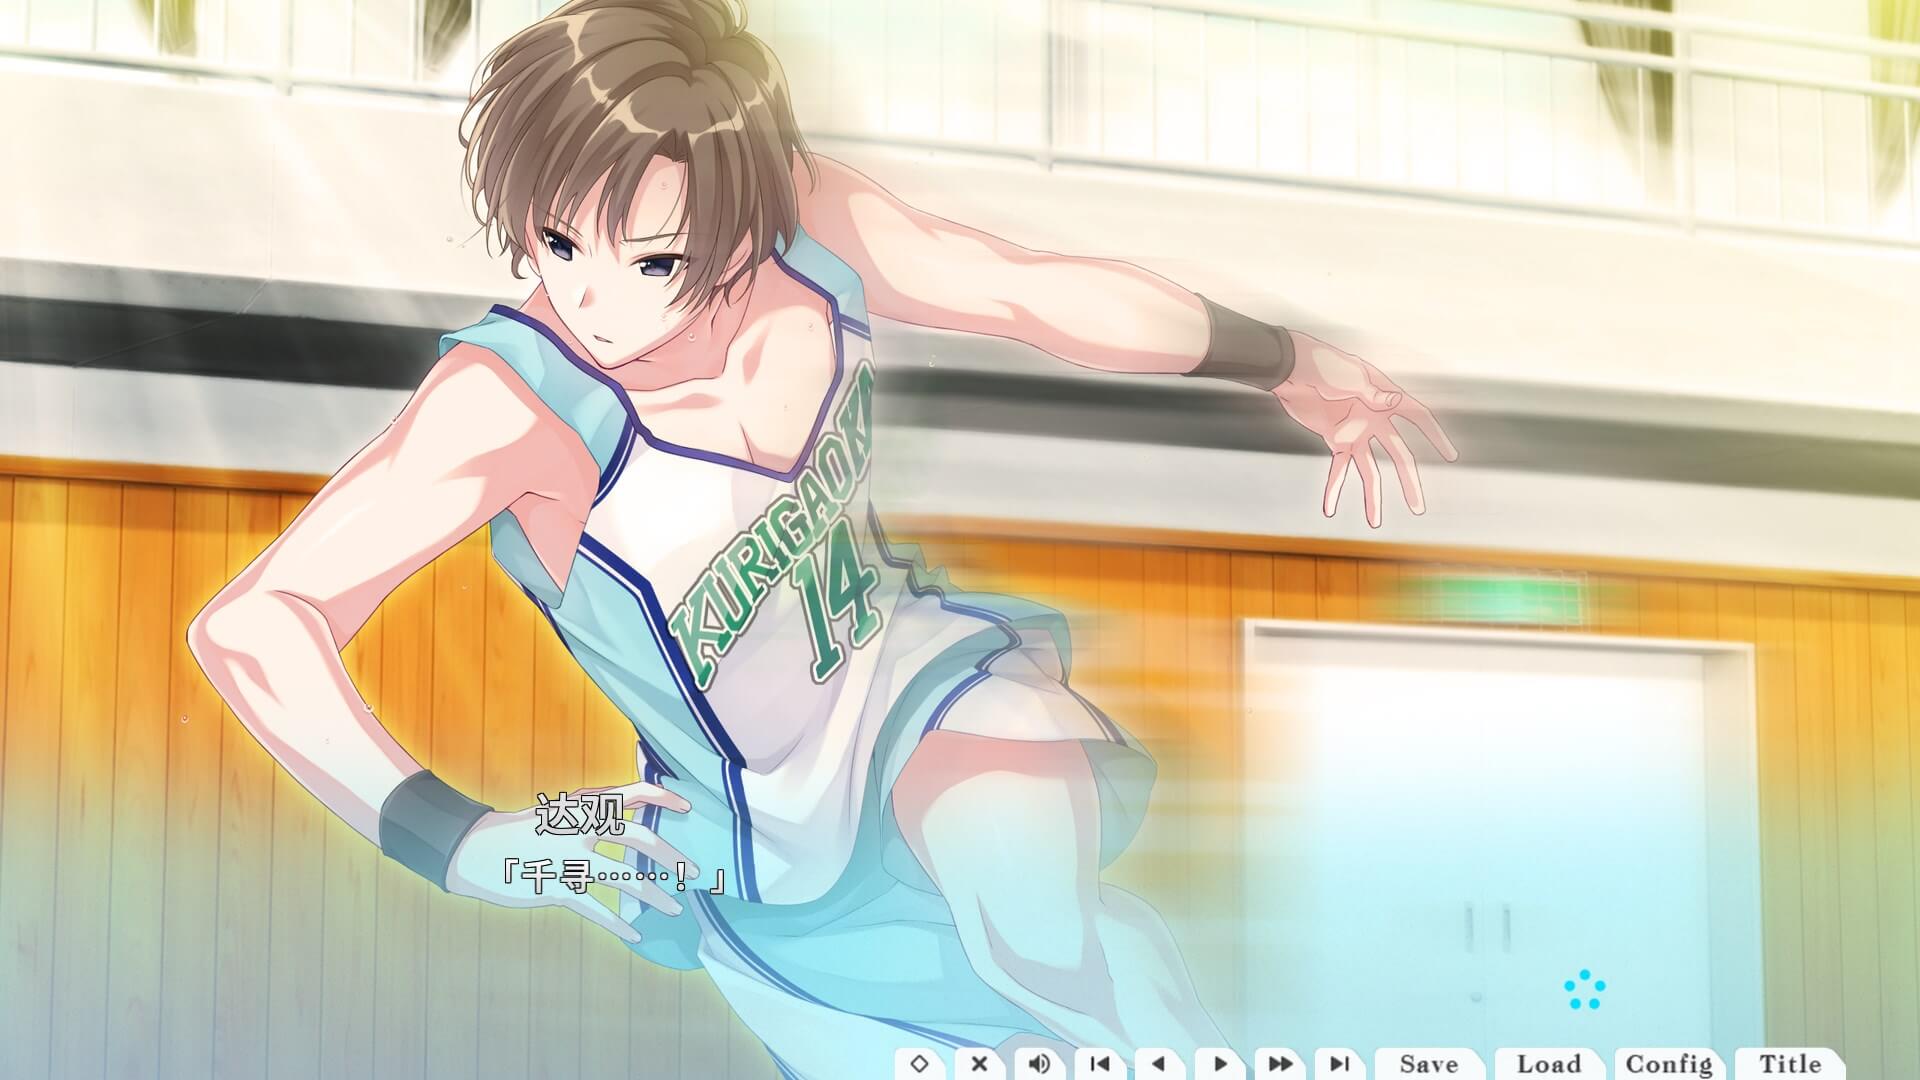 KURIGAOKA
14
达观
「千寻……！」
Save Load Config Title